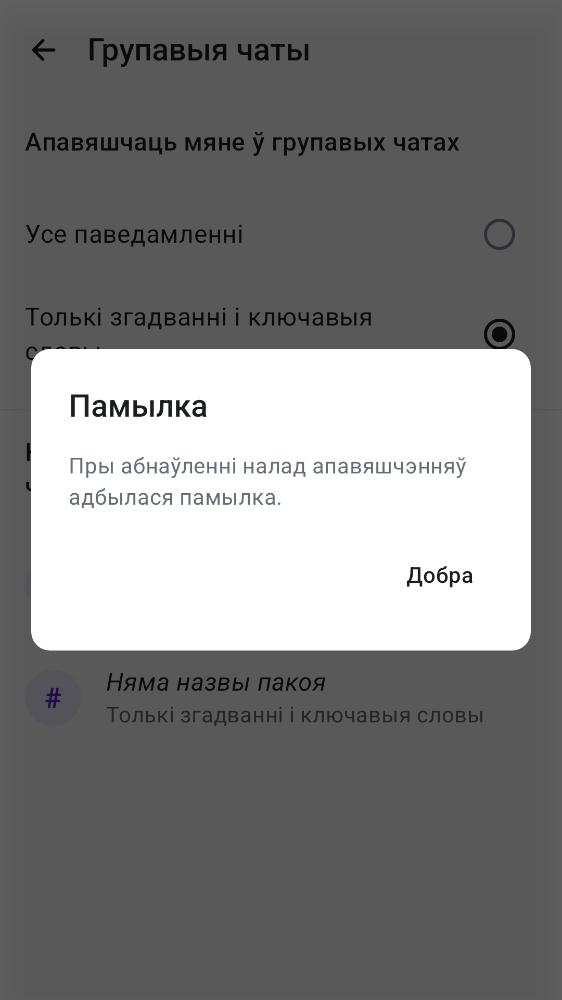 Групавыя чаты
Апавяшчаць мяне ў групавых чатах
Усе паведамленні
Толькі згадванні і ключавыя
Памылка
Пры абнаўленні налад апавяшчэнняў
адбылася памылка.
Добра
#
Няма назвы пакоя
Толькі згадванні і ключавыя словы